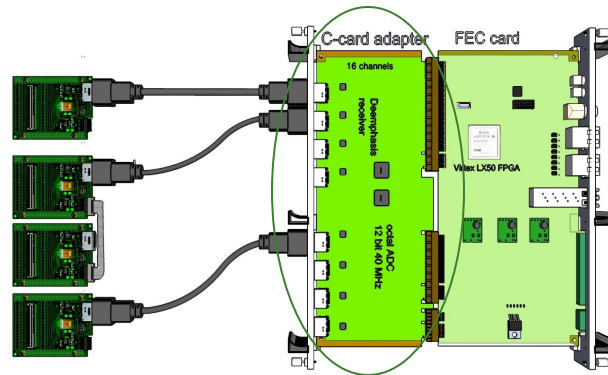 C-card adapter
FEC card
16 channels
Deemphasis
receiver
Virtex LX50 FPGA
octal ADC
12 bit 40 MHz